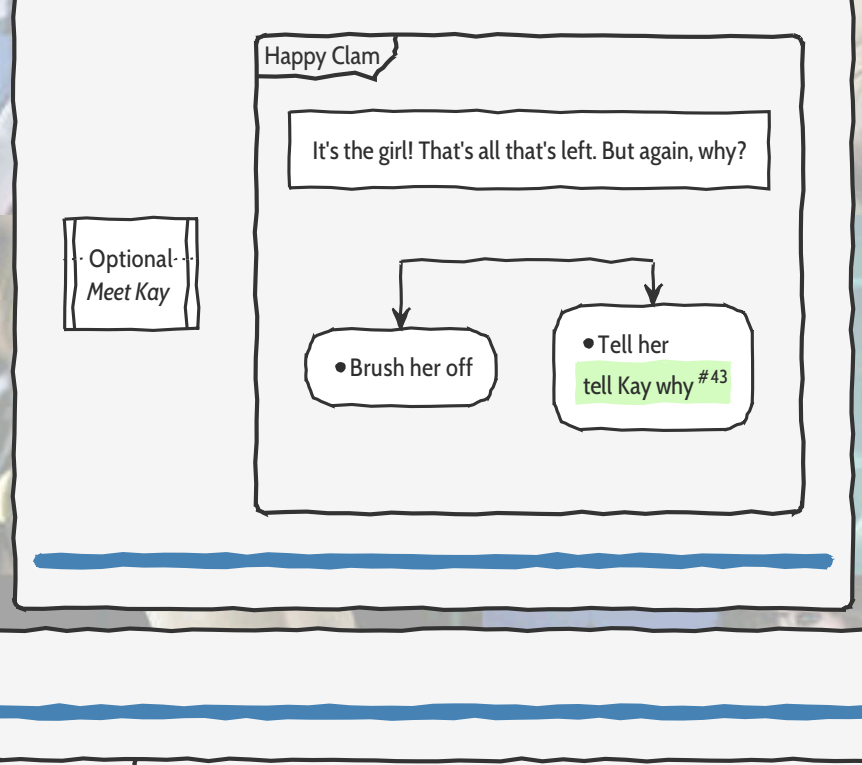 Happy Clam
It's the girl! That's all that's left. But again, why?
Optional
Meet Kay
●Brush her off
●Tell her
tell Kay why #43